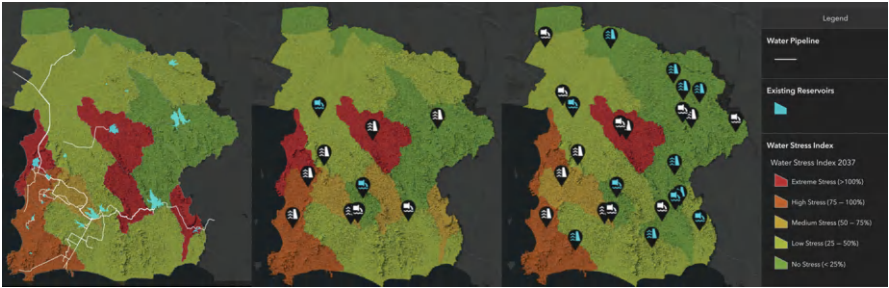 Legend
Water Pipeline
Existing Reservoirs
Water Stress Index
Water Stress Index 2037
Extreme Stress (>100%)
High Stress (75 – 100%)
Medium Stress (50 – 75%)
Low Stress (25 – 50%)
No Stress (< 25%)